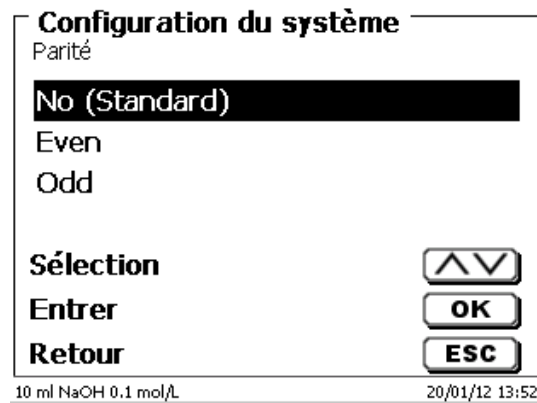 Configuration du système
Parité
No (Standard)
Even
Odd
Sélection
Entrer OK
Retour ESC
10 ml NaOH 0.1 mol/L 20/01/12 13:52